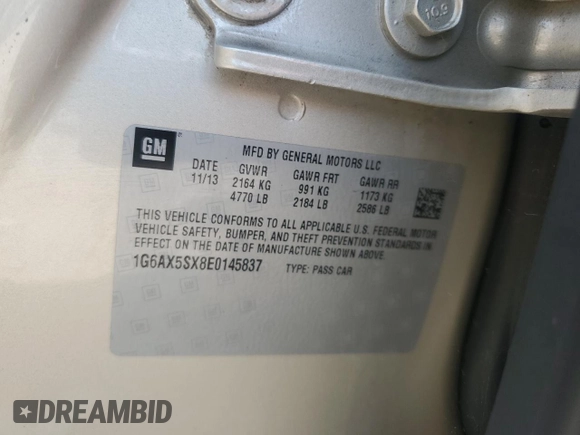 10.9
GM
MFD BY GENERAL MOTORS LLC
DATE GVWR GAWR FRT GAWR RR
11/13 2164 KG 991 KG 1173 KG
4770 LB 2184 LB 2586 LB
THIS VEHICLE CONFORMS TO ALL APPLICABLE U.S. FEDERAL MOTOR
VEHICLE SAFETY, BUMPER, AND THEFT PREVENTION STANDARDS IN
EFFECT ON THE DATE OF MANUFACTURE SHOWN ABOVE.
1G6AX5SX8E0145837 TYPE: PASS CAR
DREAMBID